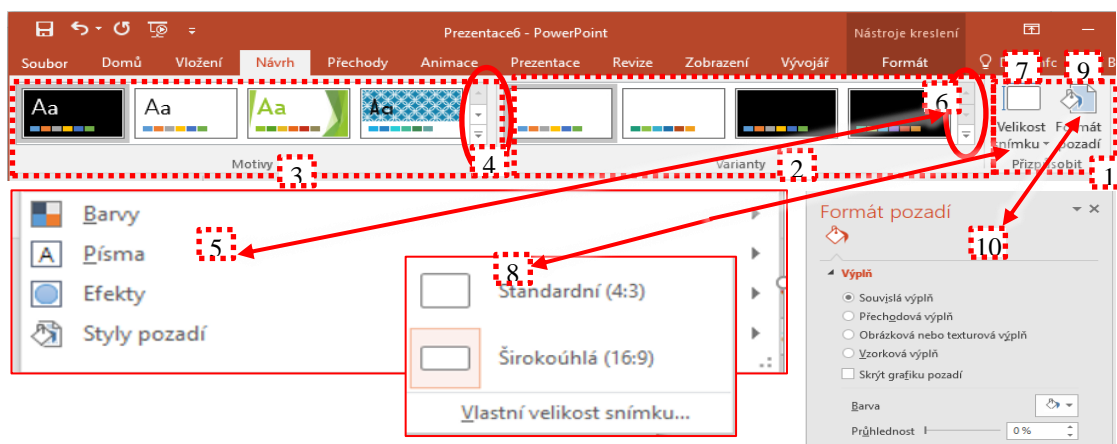 Prezentace6 - PowerPoint
Nástroje kreslení
Soubor Domů Vložení Návrh Přechody Animace Prezentace Revize Zobrazení Vývojář Formát
7 9
Aa Aa Aa Aa
6
Velikost snímku
Formát pozadí
Motivy
Varianty
Přizpůsobit
3 4 2 1
Barvy
Písma
Efekty
Styly pozadí
5
8
Standardní (4:3)
Širokoúhlá (16:9)
Vlastní velikost snímku...
Formát pozadí
10
Výplň
Souvislá výplň
Přechodová výplň
Obrázková nebo texturová výplň
Vzorková výplň
Skrýt grafiku pozadí
Barva
Průhlednost 0 %